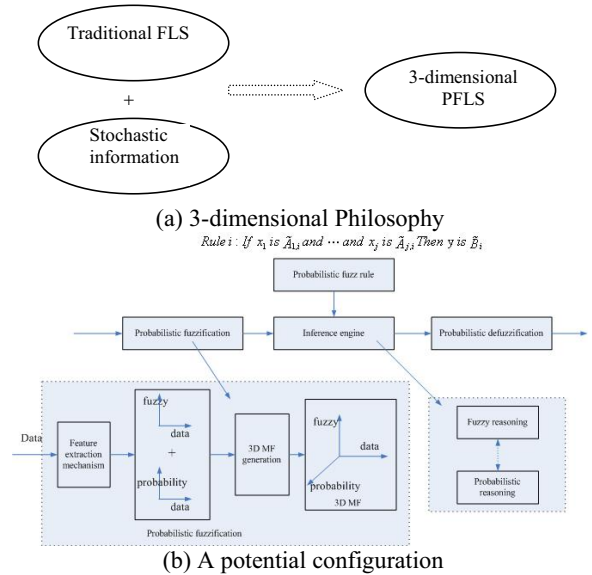 Traditional FLS
+
Stochastic
information
3-dimensional
PFLS
(a) 3-dimensional Philosophy
Rule i : If x₁ is Ã₁,ᵢ and ⋯ and xⱼ is Ãⱼ,ᵢ Then y is B̃ᵢ
Probabilistic fuzz rule
Probabilistic fuzzification
Inference engine
Probabilistic defuzzification
Data
Feature
extraction
mechanism
fuzzy
data
+
probability
data
3D MF
generation
fuzzy
data
probability
3D MF
Probabilistic fuzzification
Fuzzy reasoning
Probabilistic
reasoning
(b) A potential configuration